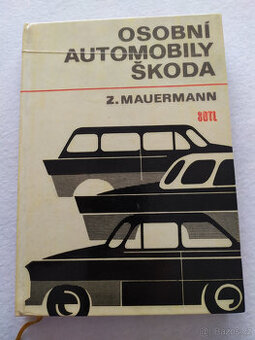 OSOBNÍ
AUTOMOBILY
ŠKODA
Z. MAUERMANN
SNTL